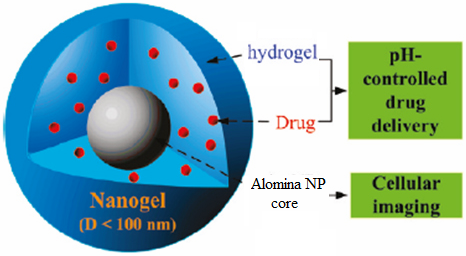 hydrogel
Drug
Alomina NP
core
Nanogel
(D < 100 nm)
pH-
controlled
drug
delivery
Cellular
imaging